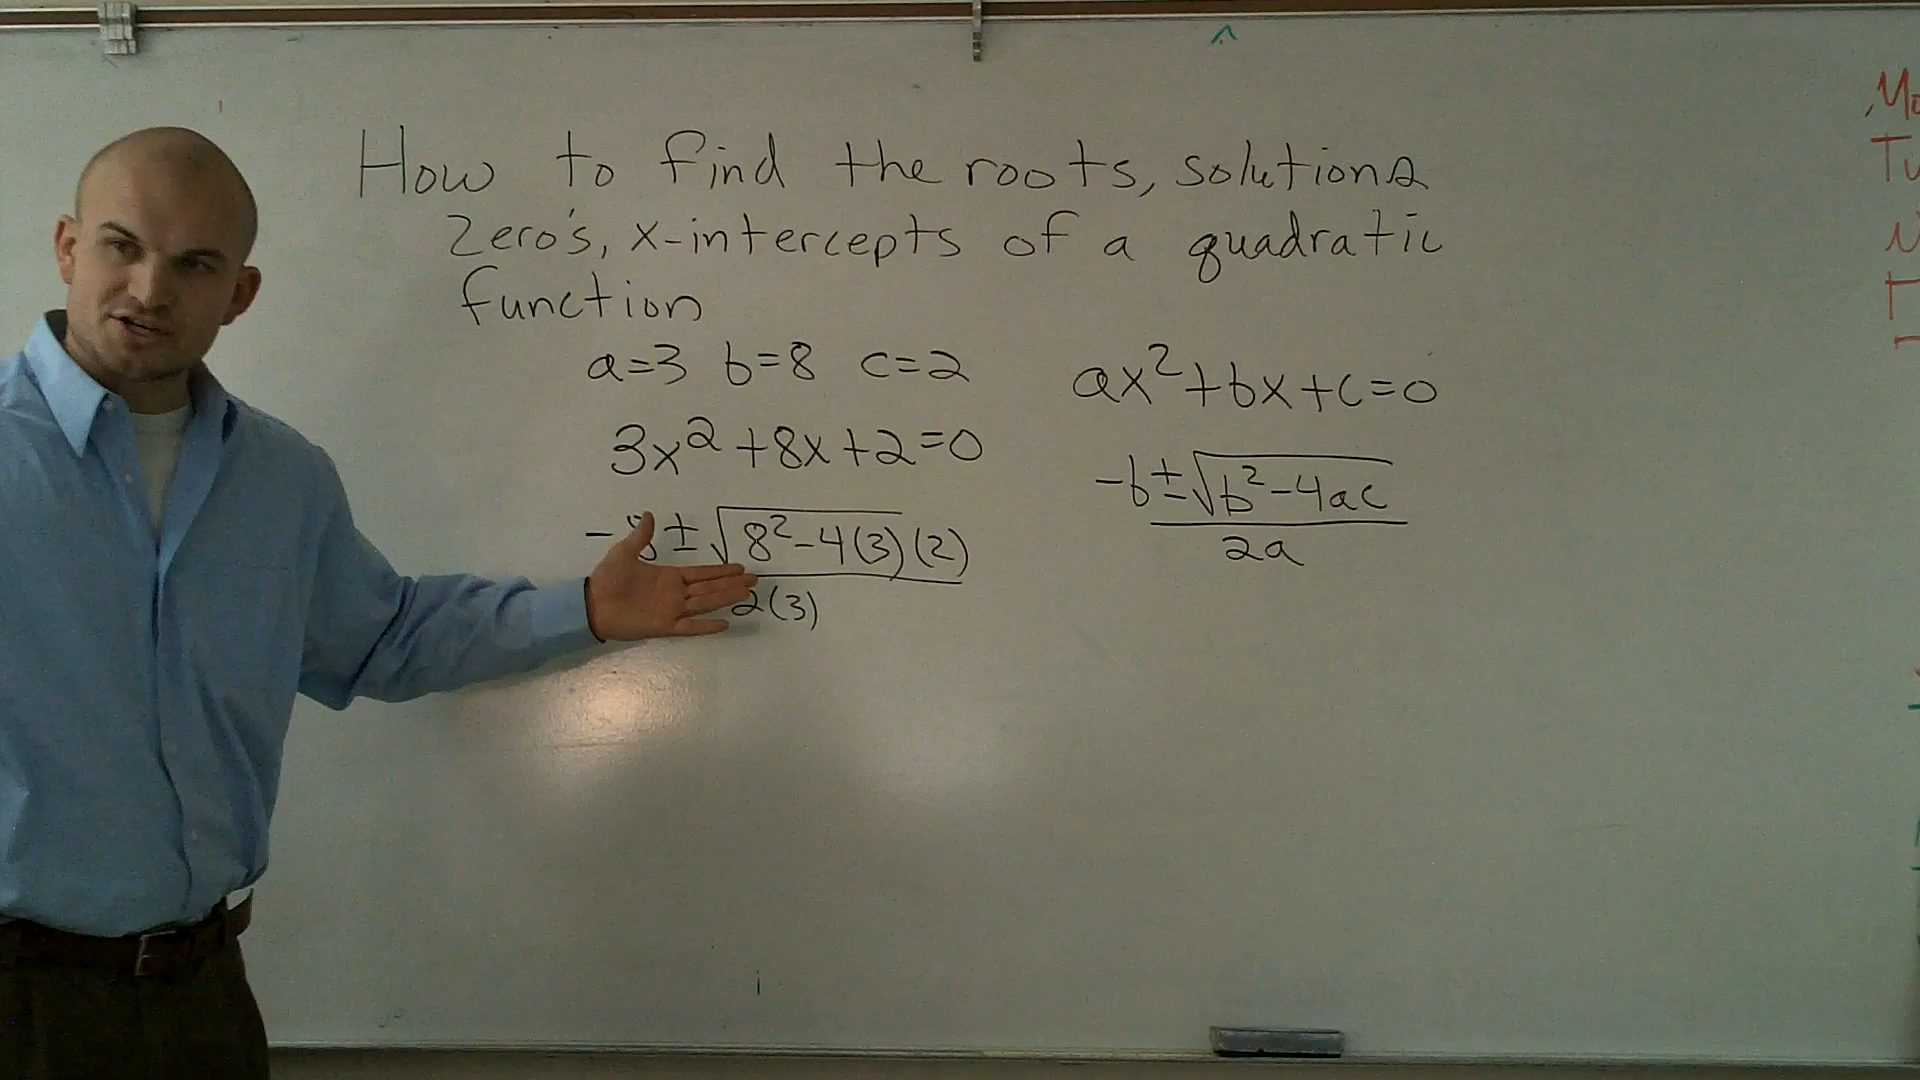 How to find the roots, solutions
Zero's, x-intercepts of a quadratic
function
a=3 b=8 c=2
3x²+8x+2=0
-8±√8²-4(3)(2)
2(3)
ax²+bx+c=0
-b±√b²-4ac
2a
Tu